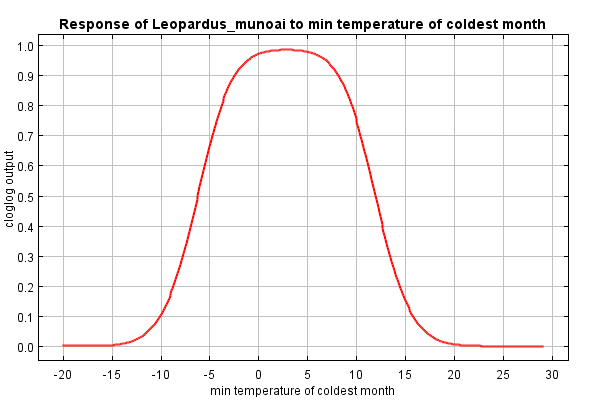 Response of Leopardus_munoai to min temperature of coldest month
1.0
0.9
0.8
0.7
0.6
0.5
0.4
0.3
0.2
0.1
0.0
cloglog output
-20 -15 -10 -5 0 5 10 15 20 25 30
min temperature of coldest month